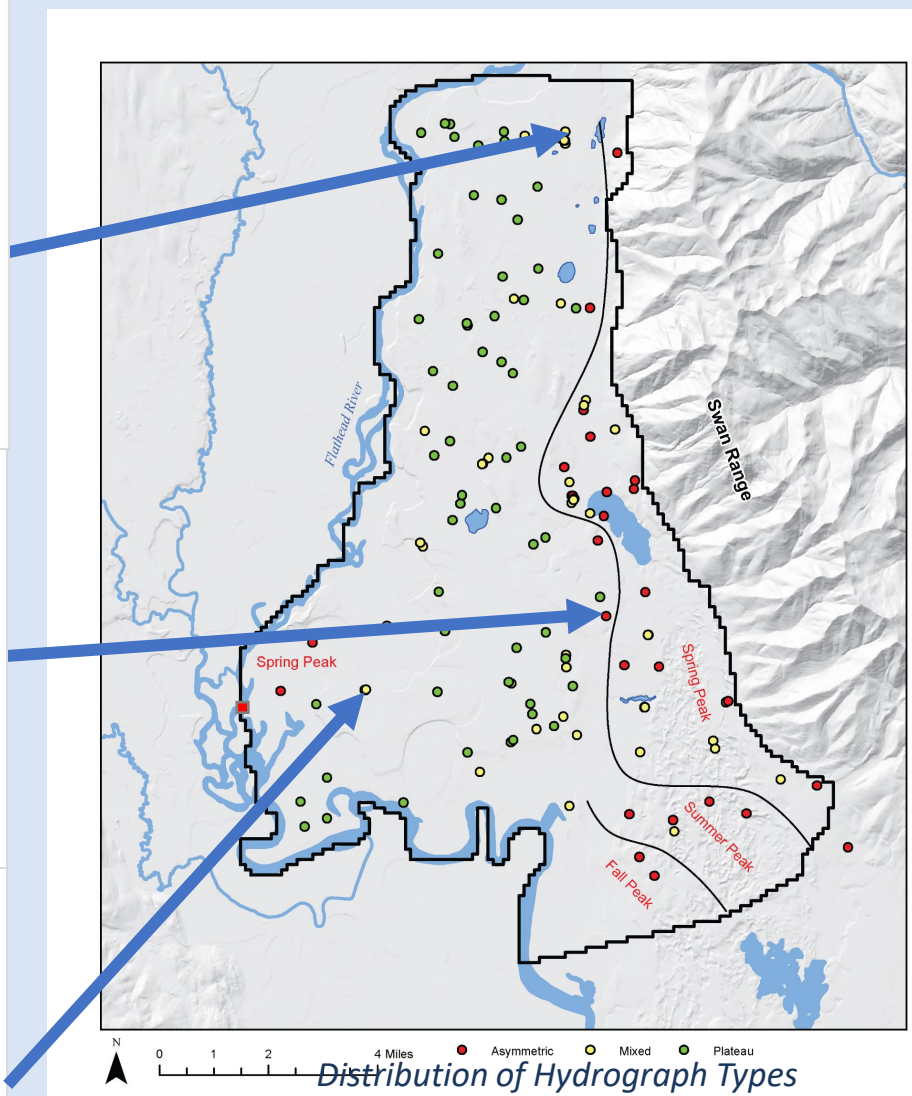 Flathead River
Swan Range
Spring Peak
Spring Peak
Summer Peak
Fall Peak
N
0 1 2 4 Miles
Asymmetric Mixed Plateau
Distribution of Hydrograph Types